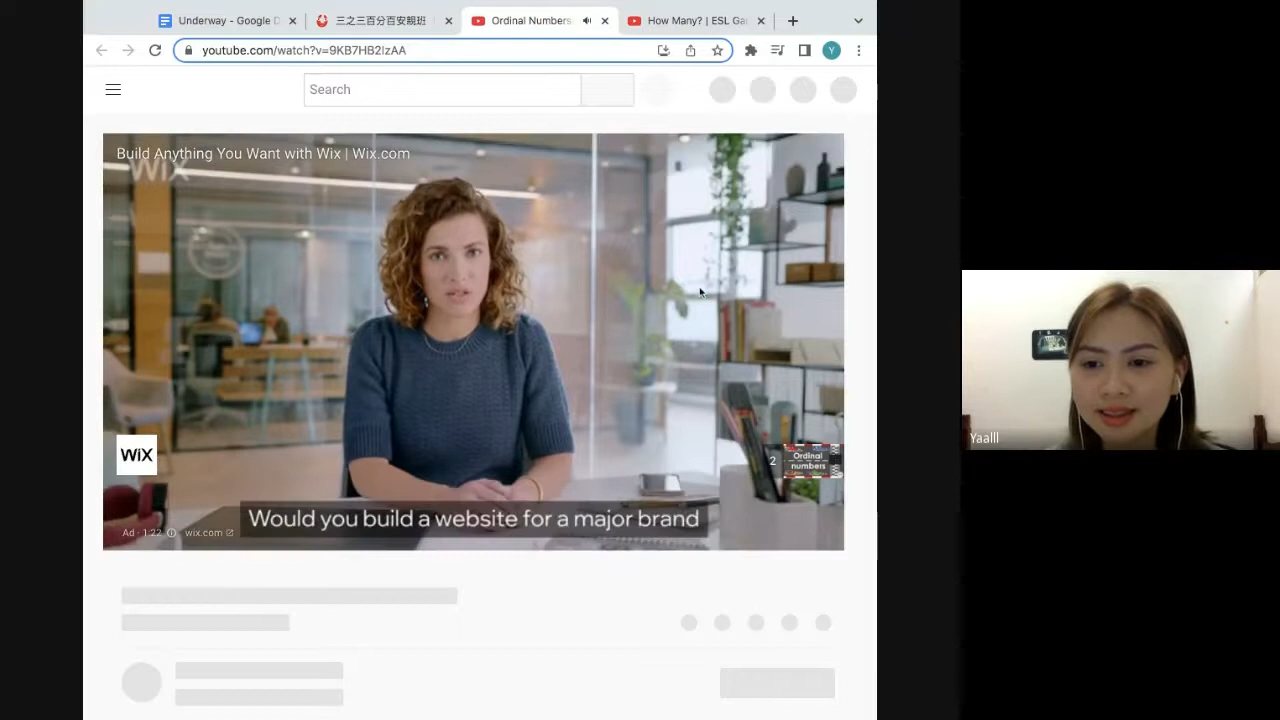 Underway - Google D
三之三百分百安親班
Ordinal Numbers
How Many? | ESL Ga
youtube.com/watch?v=9KB7HB2lzAA
Y
Search
Build Anything You Want with Wix | Wix.com
WiX
WiX
2
Ordinal
numbers
Would you build a website for a major brand
Ad · 1:22
wix.com
Yaalll